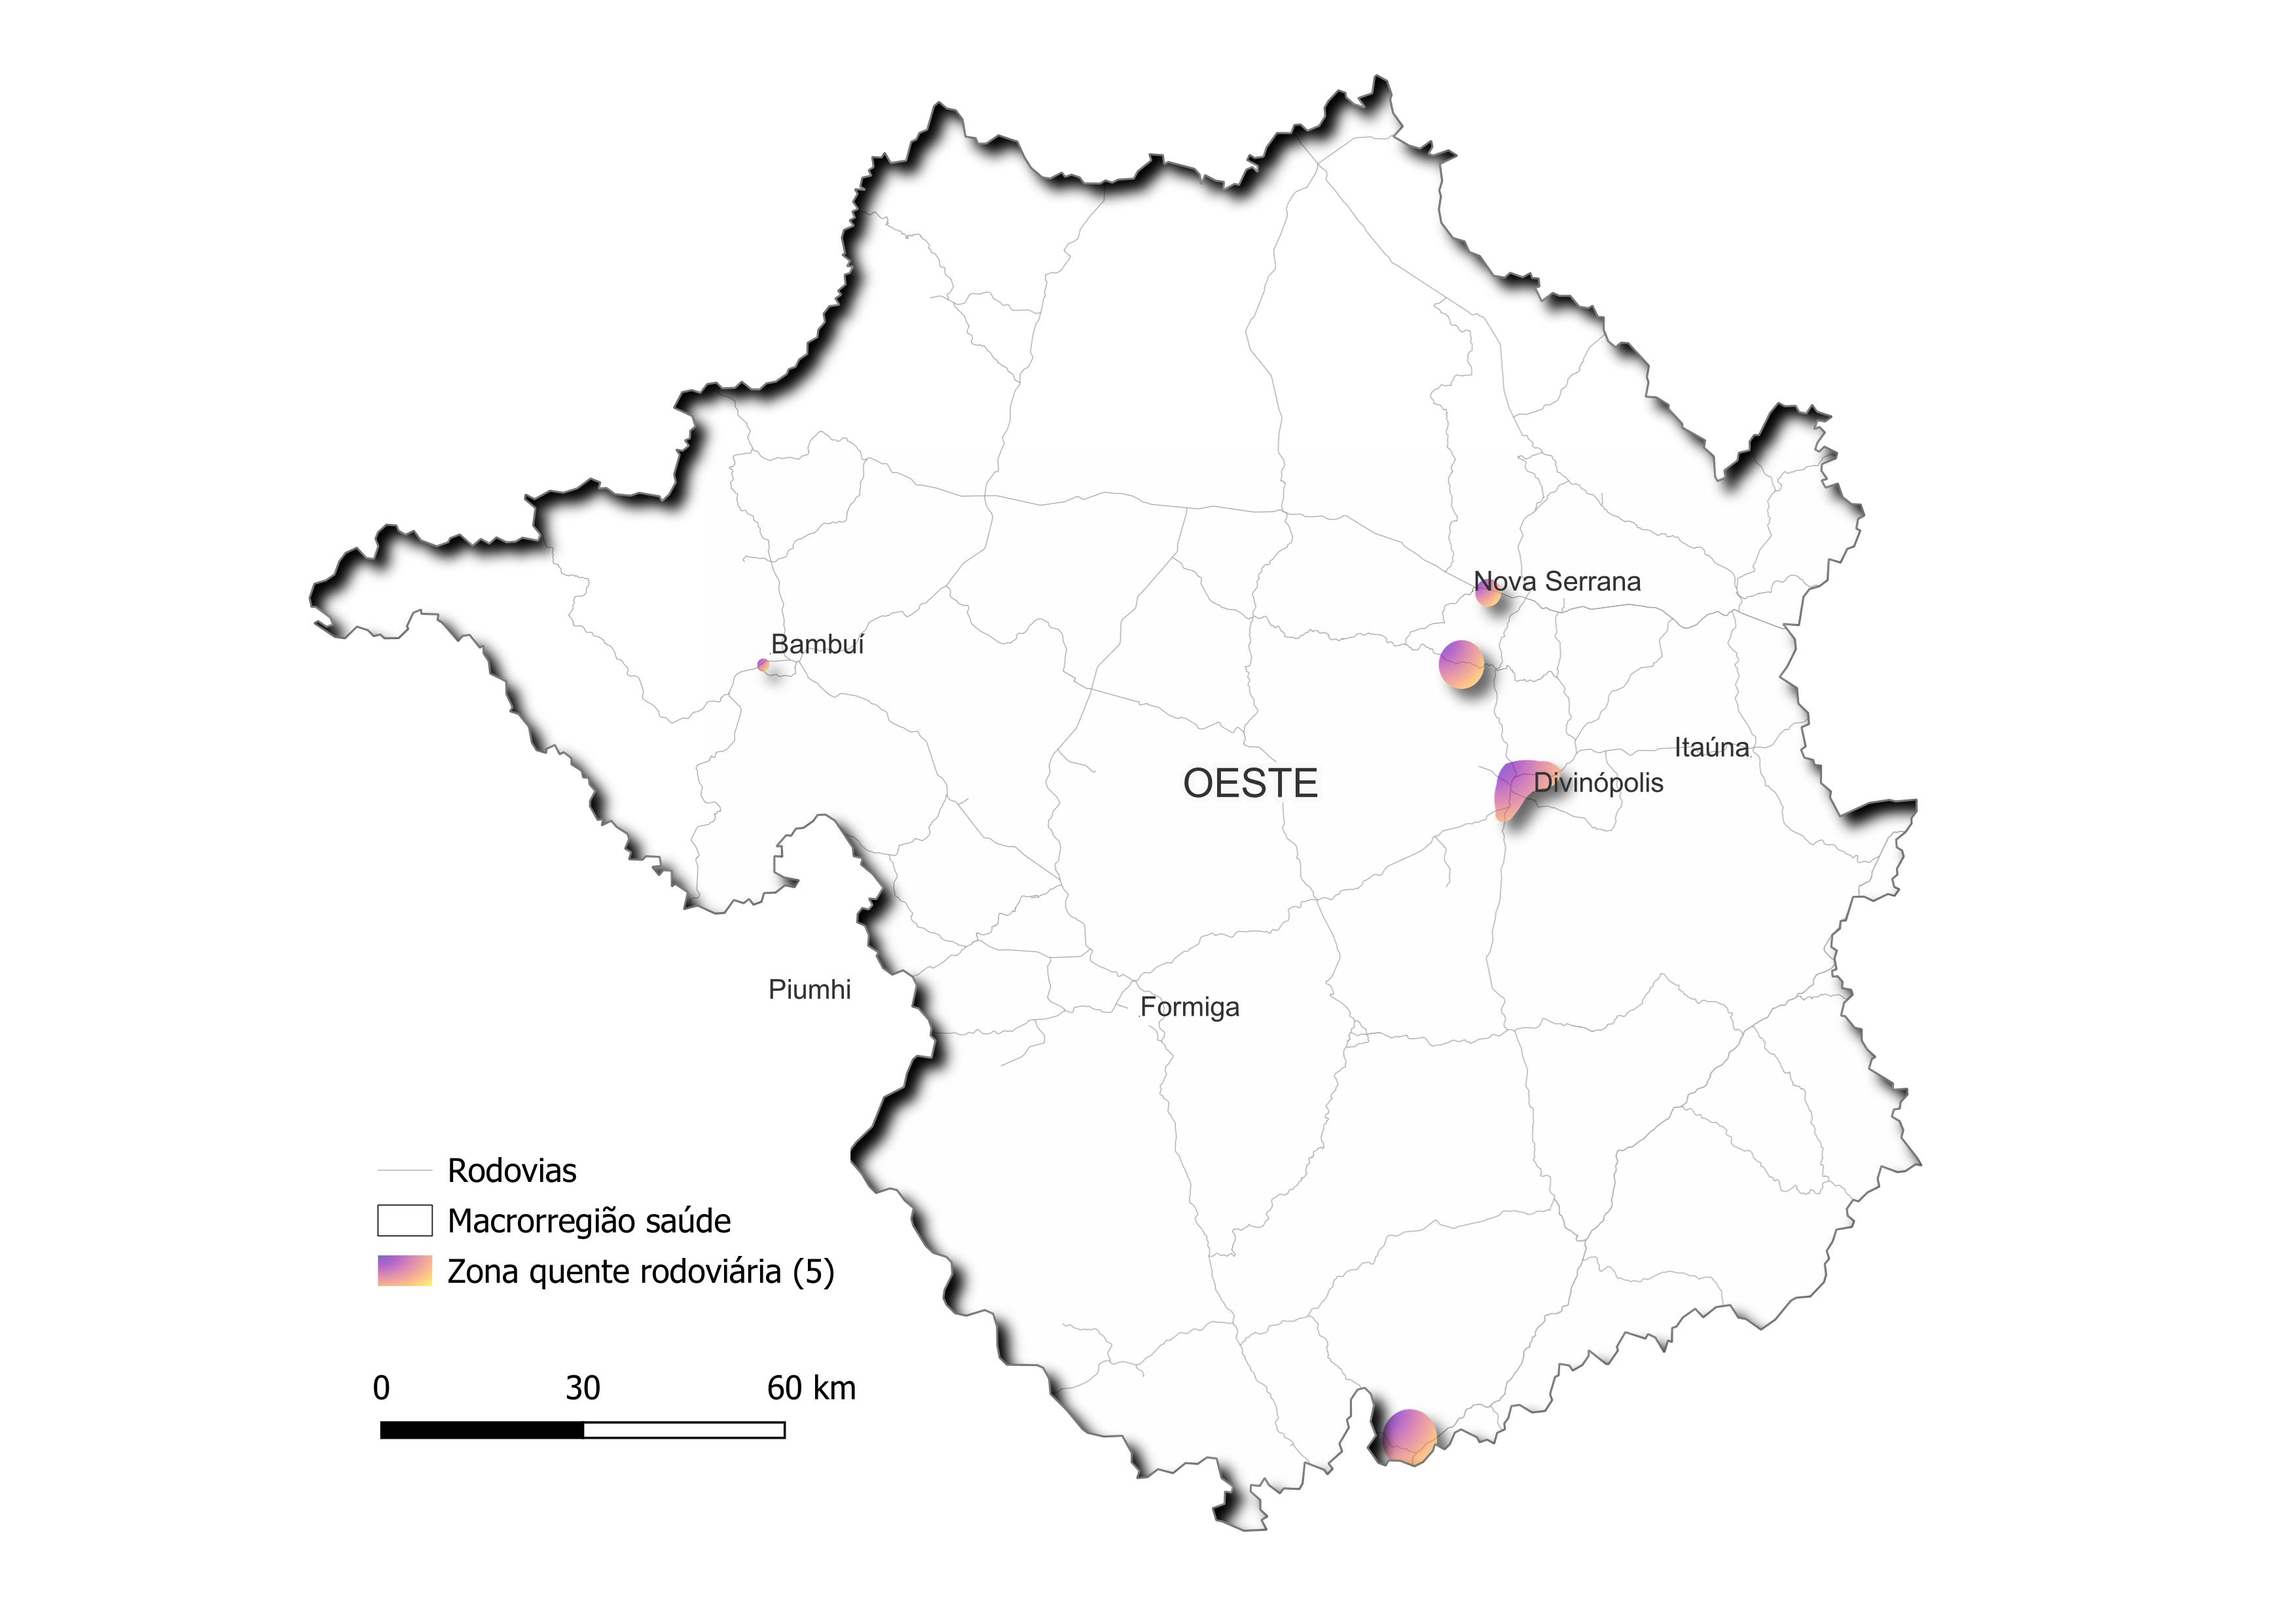 Nova Serrana
Bambuí
Itaúna
OESTE
Divinópolis
Piumhi
Formiga
Rodovias
Macrorregião saúde
Zona quente rodoviária (5)
0 30 60 km